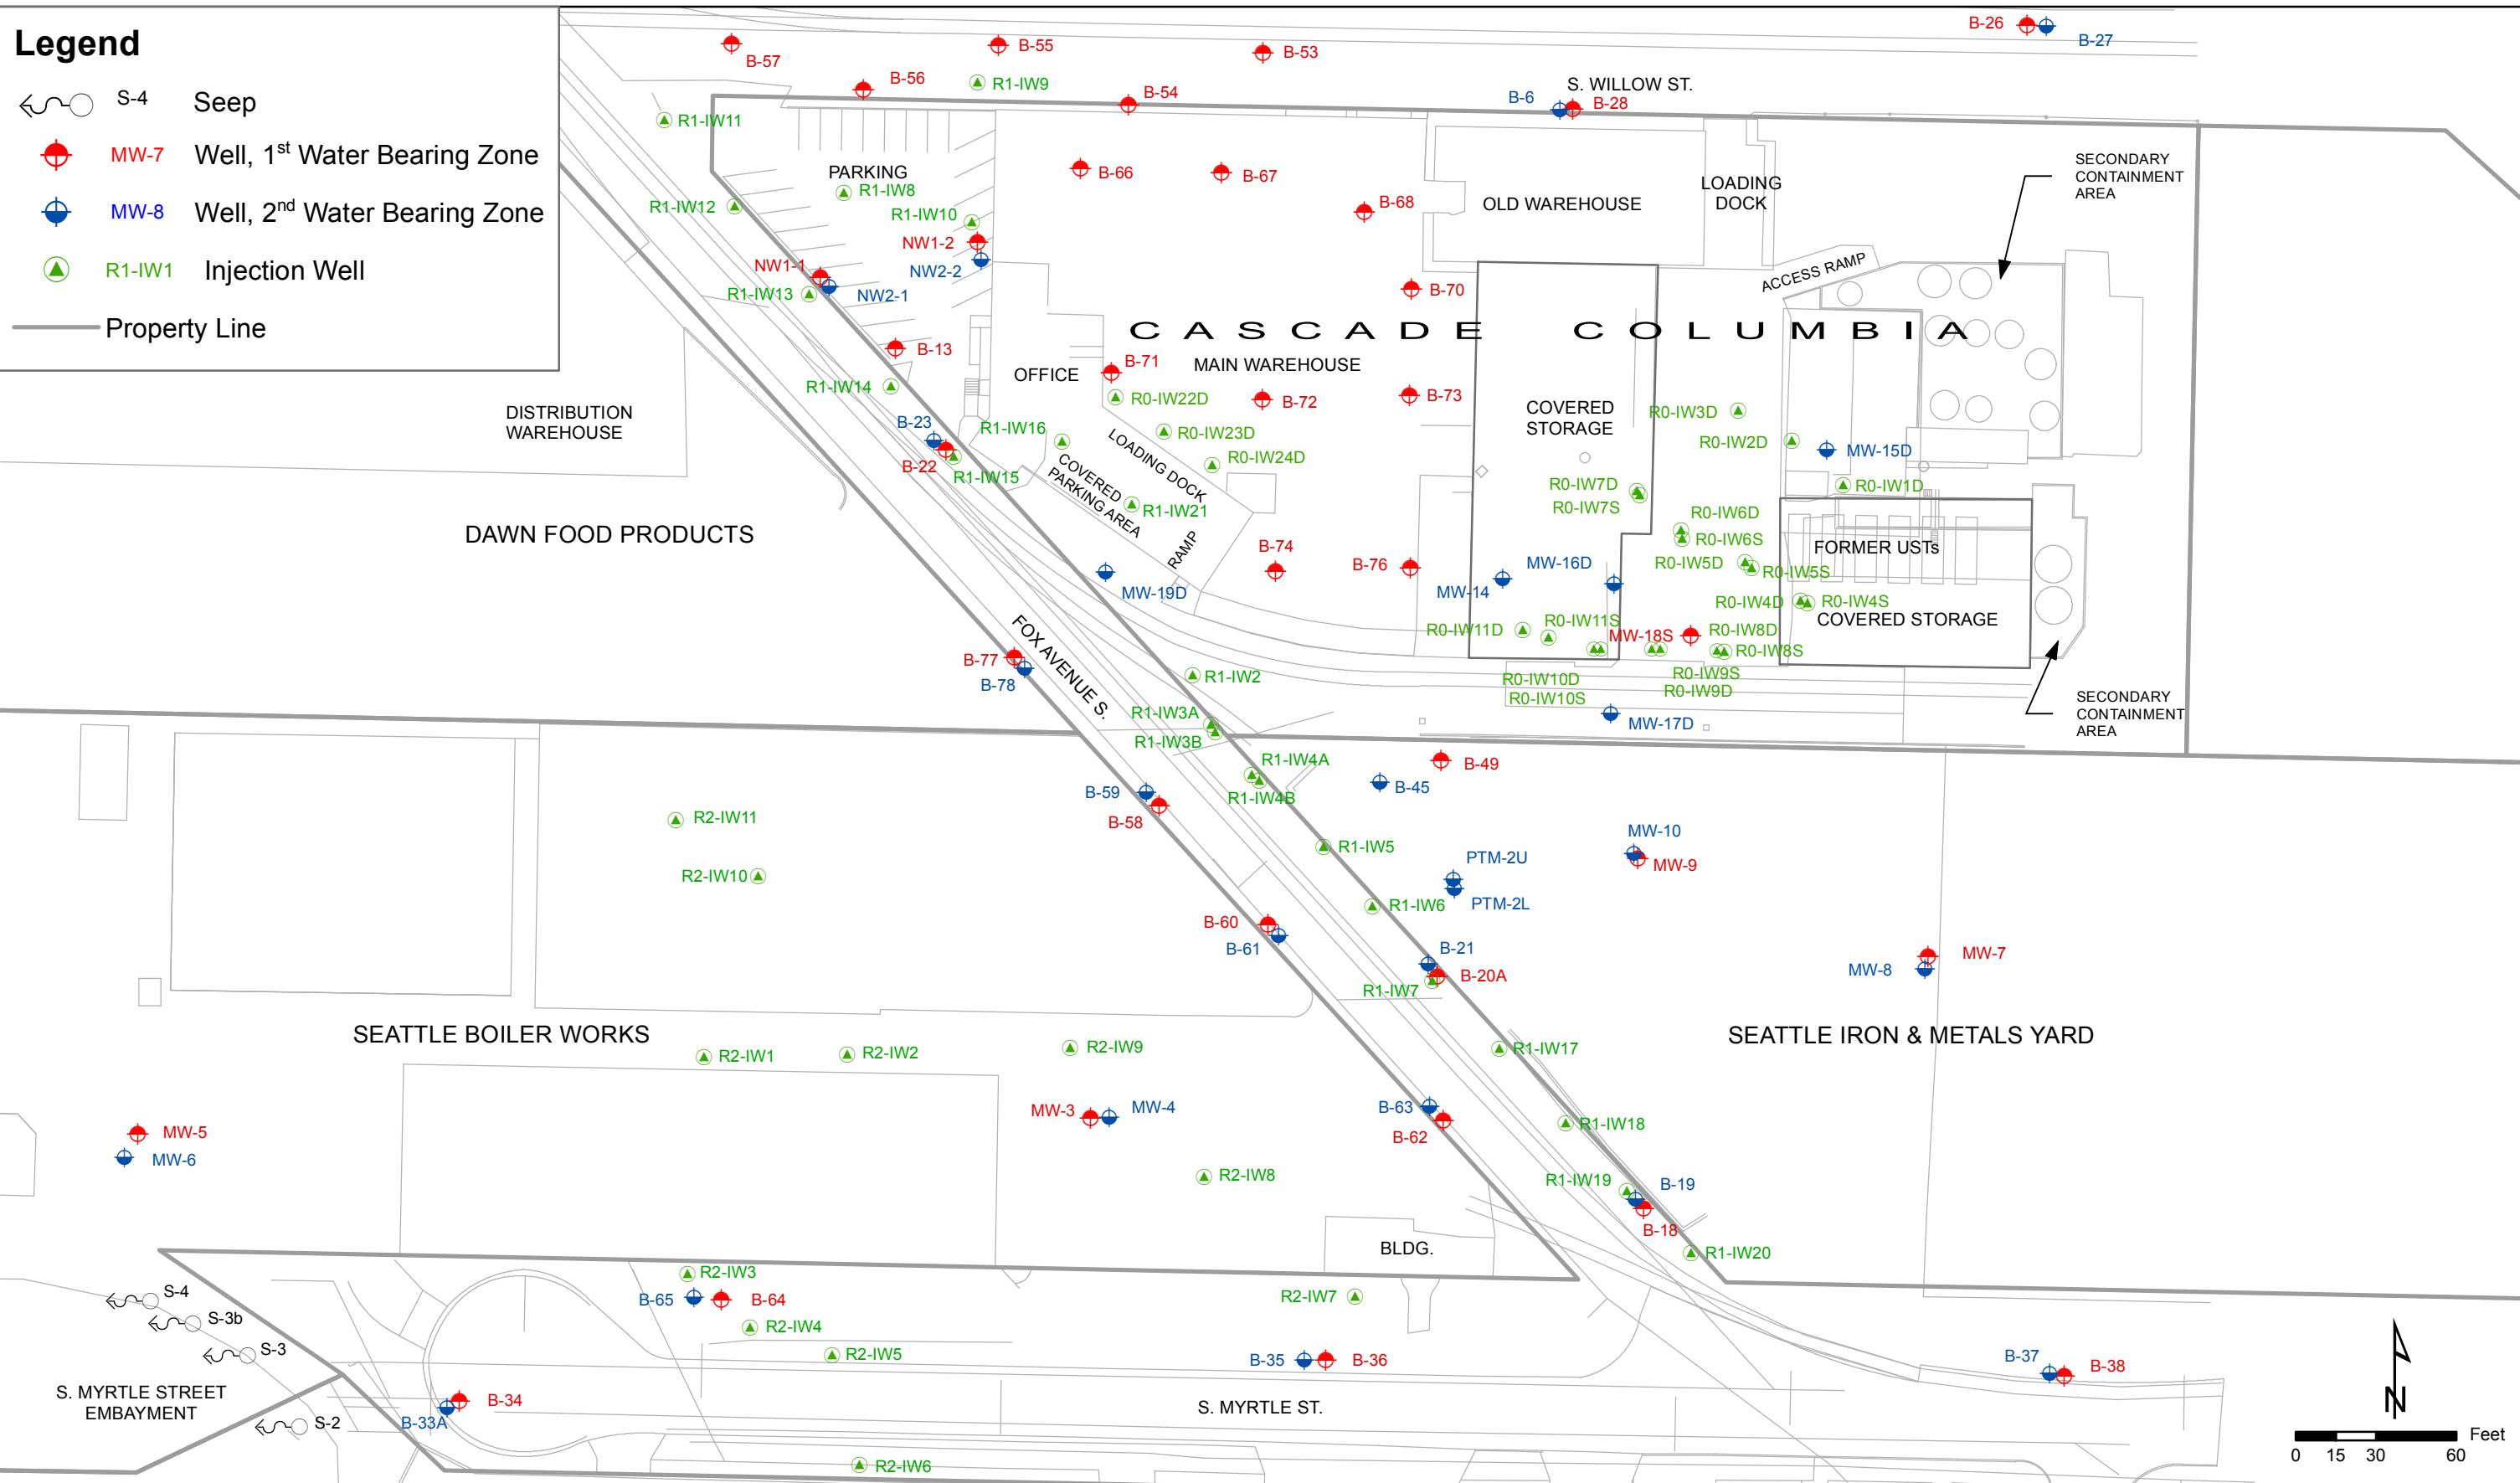 Legend
S-4 Seep
MW-7 Well, 1st Water Bearing Zone
MW-8 Well, 2nd Water Bearing Zone
R1-IW1 Injection Well
Property Line
B-26
B-27
B-57
B-55
B-53
B-56
R1-IW9
B-54
S. WILLOW ST.
B-6
B-28
R1-IW11
PARKING
R1-IW8
R1-IW12
R1-IW10
NW1-2
NW2-2
NW1-1
R1-IW13
NW2-1
B-66
B-67
B-68
OLD WAREHOUSE
LOADING
DOCK
SECONDARY
CONTAINMENT
AREA
ACCESS RAMP
B-70
CASCADE COLUMBIA
B-13
R1-IW14
OFFICE
B-71
MAIN WAREHOUSE
R0-IW22D
B-72
B-73
COVERED
STORAGE
R0-IW3D
R0-IW2D
MW-15D
R0-IW1D
DISTRIBUTION
WAREHOUSE
B-23
B-22
R1-IW15
R1-IW16
R0-IW23D
R0-IW24D
LOADING DOCK
COVERED
PARKING AREA
R1-IW21
RAMP
R0-IW7D
R0-IW7S
R0-IW6D
R0-IW6S
R0-IW5D
R0-IW5S
FORMER USTs
DAWN FOOD PRODUCTS
B-74
B-76
MW-16D
MW-14
MW-19D
R0-IW4D
R0-IW4S
COVERED STORAGE
R0-IW11D
R0-IW11S
MW-18S
R0-IW8D
R0-IW8S
R0-IW10D
R0-IW10S
R0-IW9S
R0-IW9D
MW-17D
SECONDARY
CONTAINMENT
AREA
FOX AVENUE S.
B-77
B-78
R1-IW2
R1-IW3A
R1-IW3B
R1-IW4A
R1-IW4B
B-49
B-45
B-59
B-58
R2-IW11
R2-IW10
R1-IW5
MW-10
MW-9
PTM-2U
PTM-2L
R1-IW6
B-60
B-61
B-21
B-20A
R1-IW7
MW-7
MW-8
SEATTLE BOILER WORKS
SEATTLE IRON & METALS YARD
R2-IW1
R2-IW2
R2-IW9
R1-IW17
MW-3
MW-4
B-63
B-62
R1-IW18
MW-5
MW-6
R2-IW8
R1-IW19
B-19
B-18
BLDG.
R1-IW20
R2-IW3
B-65
B-64
R2-IW4
R2-IW5
R2-IW7
S-4
S-3b
S-3
B-35
B-36
B-37
B-38
S. MYRTLE STREET
EMBAYMENT
S-2
B-34
B-33A
S. MYRTLE ST.
R2-IW6
N
Feet
0 15 30 60